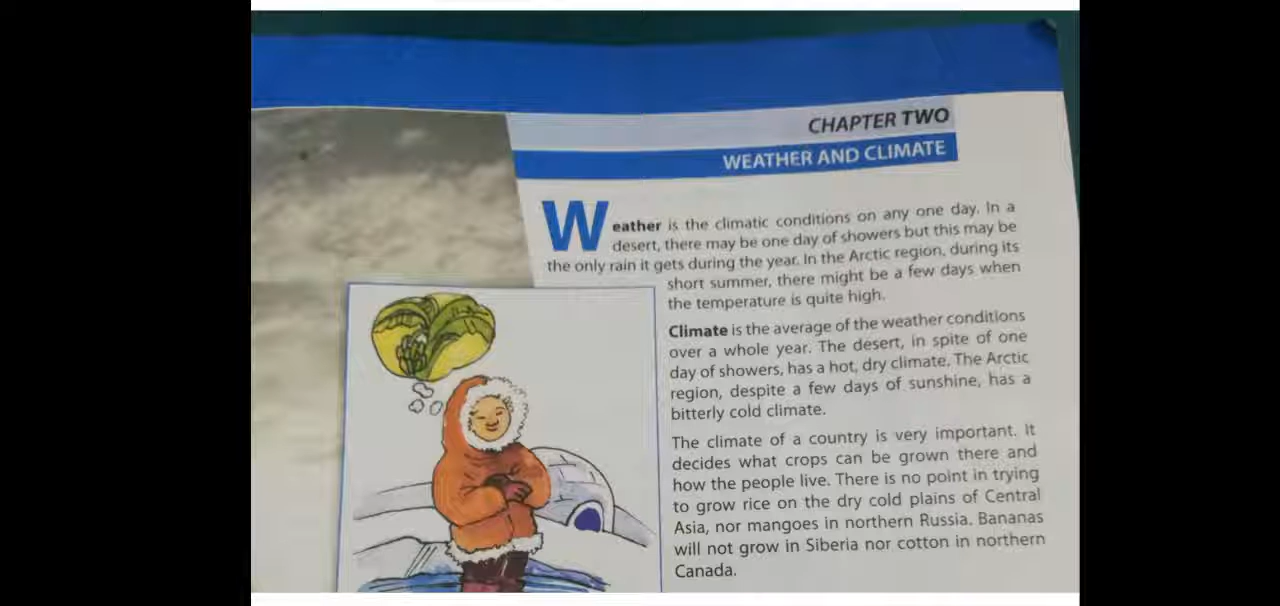 CHAPTER TWO
WEATHER AND CLIMATE
Weather is the climatic conditions on any one day. In a
desert, there may be one day of showers but this may be
the only rain it gets during the year. In the Arctic region, during its
short summer, there might be a few days when
the temperature is quite high.
Climate is the average of the weather conditions
over a whole year. The desert, in spite of one
day of showers, has a hot, dry climate. The Arctic
region, despite a few days of sunshine, has a
bitterly cold climate.
The climate of a country is very important. It
decides what crops can be grown there and
how the people live. There is no point in trying
to grow rice on the dry cold plains of Central
Asia, nor mangoes in northern Russia. Bananas
will not grow in Siberia nor cotton in northern
Canada.